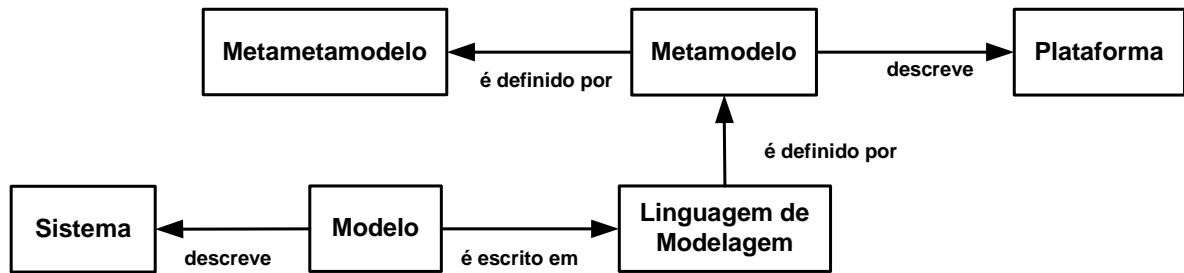 Metametamodelo
é definido por
Metamodelo
descreve
Plataforma
é definido por
Sistema
descreve
Modelo
é escrito em
Linguagem de
Modelagem